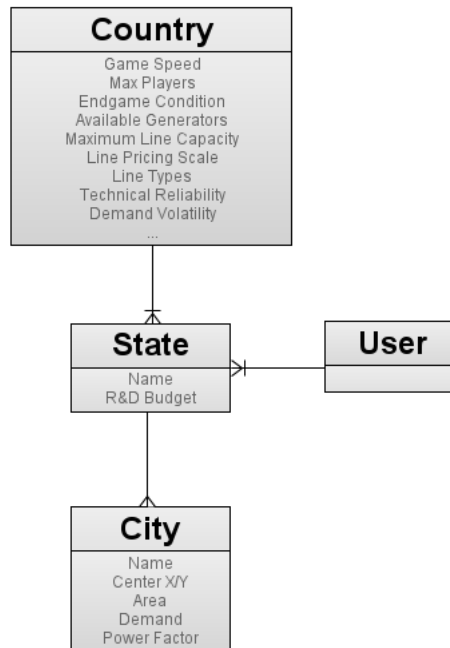 Country
Game Speed
Max Players
Endgame Condition
Available Generators
Maximum Line Capacity
Line Pricing Scale
Line Types
Technical Reliability
Demand Volatility
...
State
Name
R&D Budget
User
City
Name
Center X/Y
Area
Demand
Power Factor